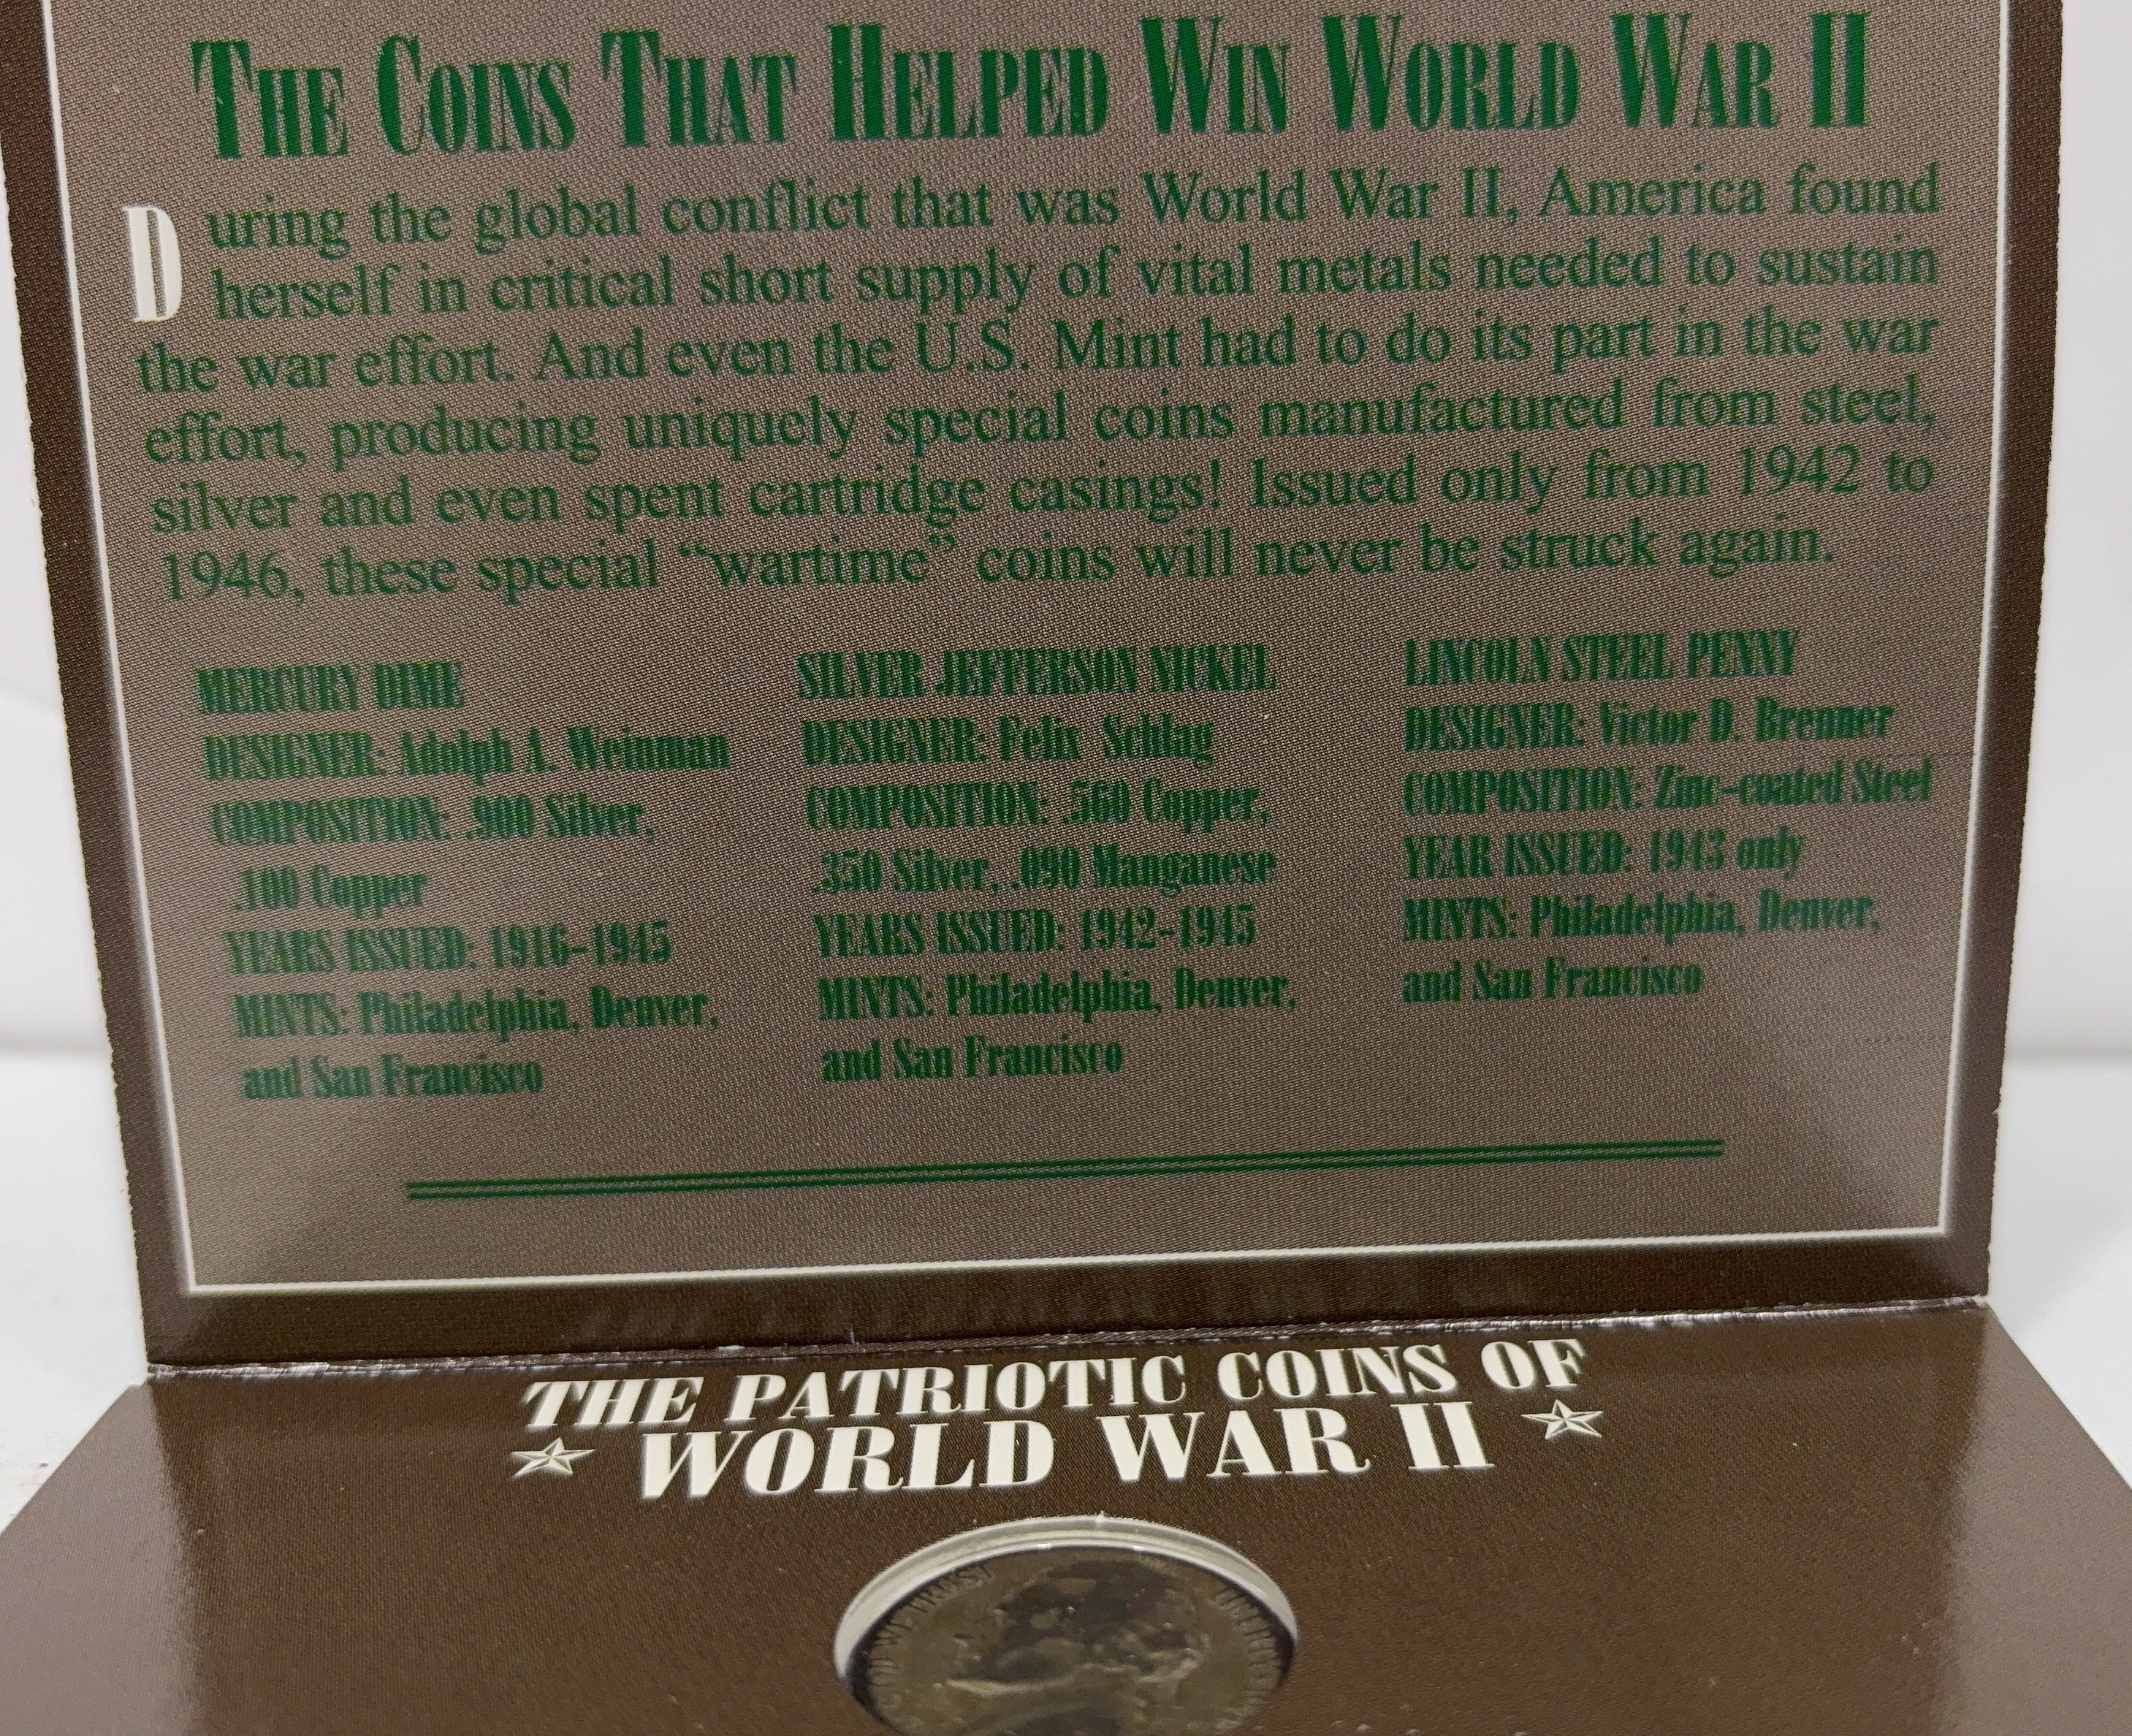 THE COINS THAT HELPED WIN WORLD WAR II
During the global conflict that was World War II, America found
herself in critical short supply of vital metals needed to sustain
the war effort. And even the U.S. Mint had to do its part in the war
effort, producing uniquely special coins manufactured from steel,
silver and even spent cartridge casings! Issued only from 1942 to
1946, these special “wartime” coins will never be struck again.
MERCURY DIME
DESIGNER: Adolph A. Weinman
COMPOSITION: .900 Silver,
.100 Copper
YEARS ISSUED: 1916-1945
MINTS: Philadelphia, Denver,
and San Francisco
SILVER JEFFERSON NICKEL
DESIGNER: Felix Schlag
COMPOSITION: .560 Copper,
.350 Silver, .090 Manganese
YEARS ISSUED: 1942-1945
MINTS: Philadelphia, Denver,
and San Francisco
LINCOLN STEEL PENNY
DESIGNER: Victor D. Brenner
COMPOSITION: Zinc-coated Steel
YEAR ISSUED: 1943 only
MINTS: Philadelphia, Denver,
and San Francisco
THE PATRIOTIC COINS OF
WORLD WAR II
WE TRUST